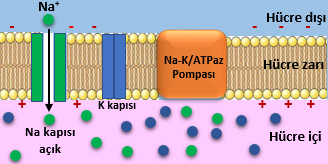 Na+
- - - - -
Hücre dışı
Na-K/ATPaz
Pompası
Hücre zarı
+ + + + +
K kapısı
Na kapısı
açık
Hücre içi